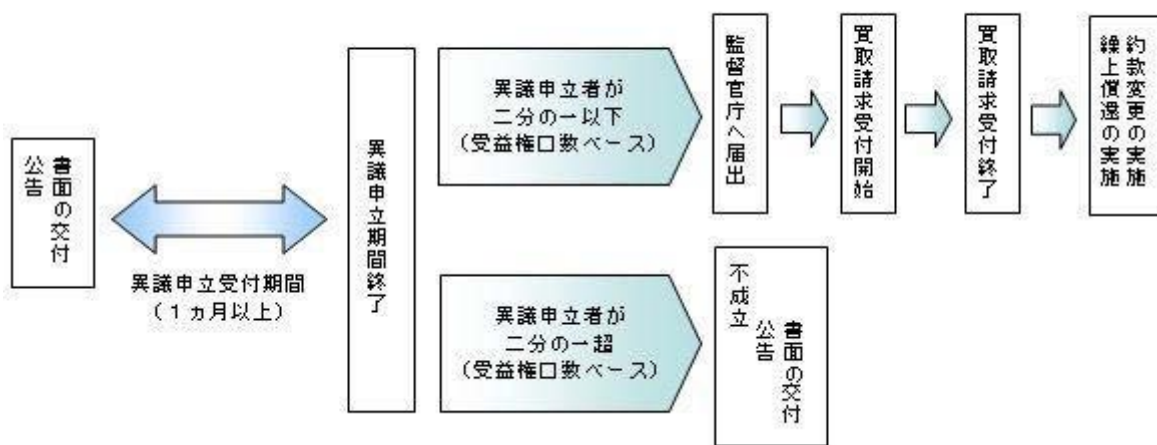 書面の交付
公告
異議申立受付期間
(1ヵ月以上)
異議申立期間終了
異議申立者が
二分の一以下
(受益権口数ベース)
監督官庁へ届出
買取請求受付開始
買取請求受付終了
約款変更の実施
繰上償還の実施
異議申立者が
二分の一超
(受益権口数ベース)
不成立
書面の交付
公告